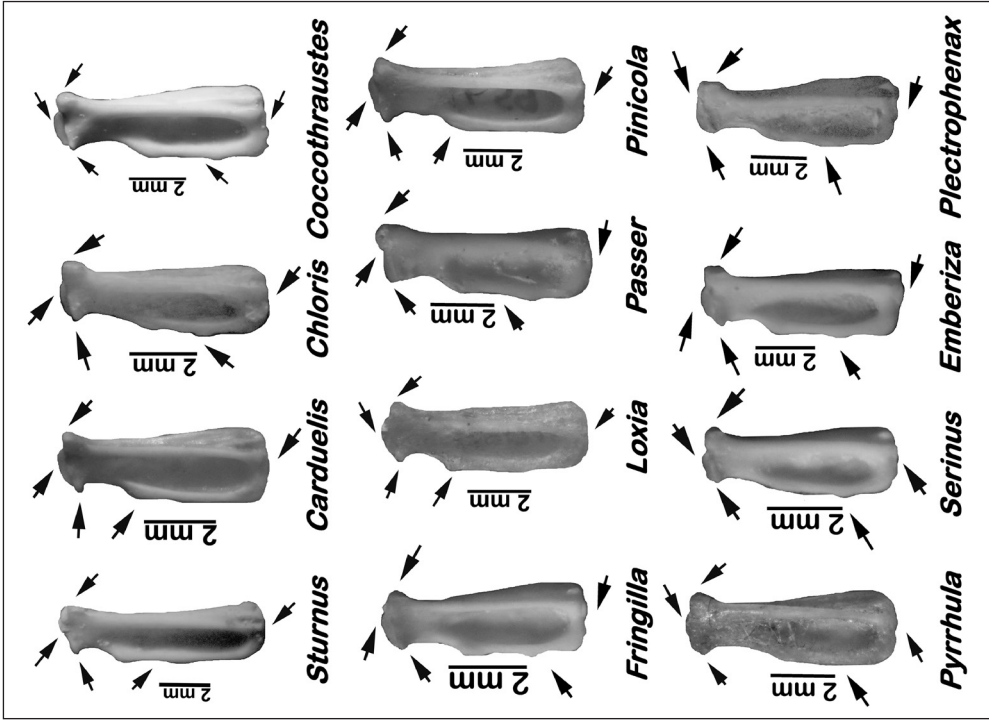 2 mm
Sturnus
2 mm
Carduelis
2 mm
Chloris
2 mm
Coccothraustes
2 mm
Fringilla
2 mm
Loxia
2 mm
Passer
2 mm
Pinicola
2 mm
Pyrrhula
2 mm
Serinus
2 mm
Emberiza
2 mm
Plectrophenax